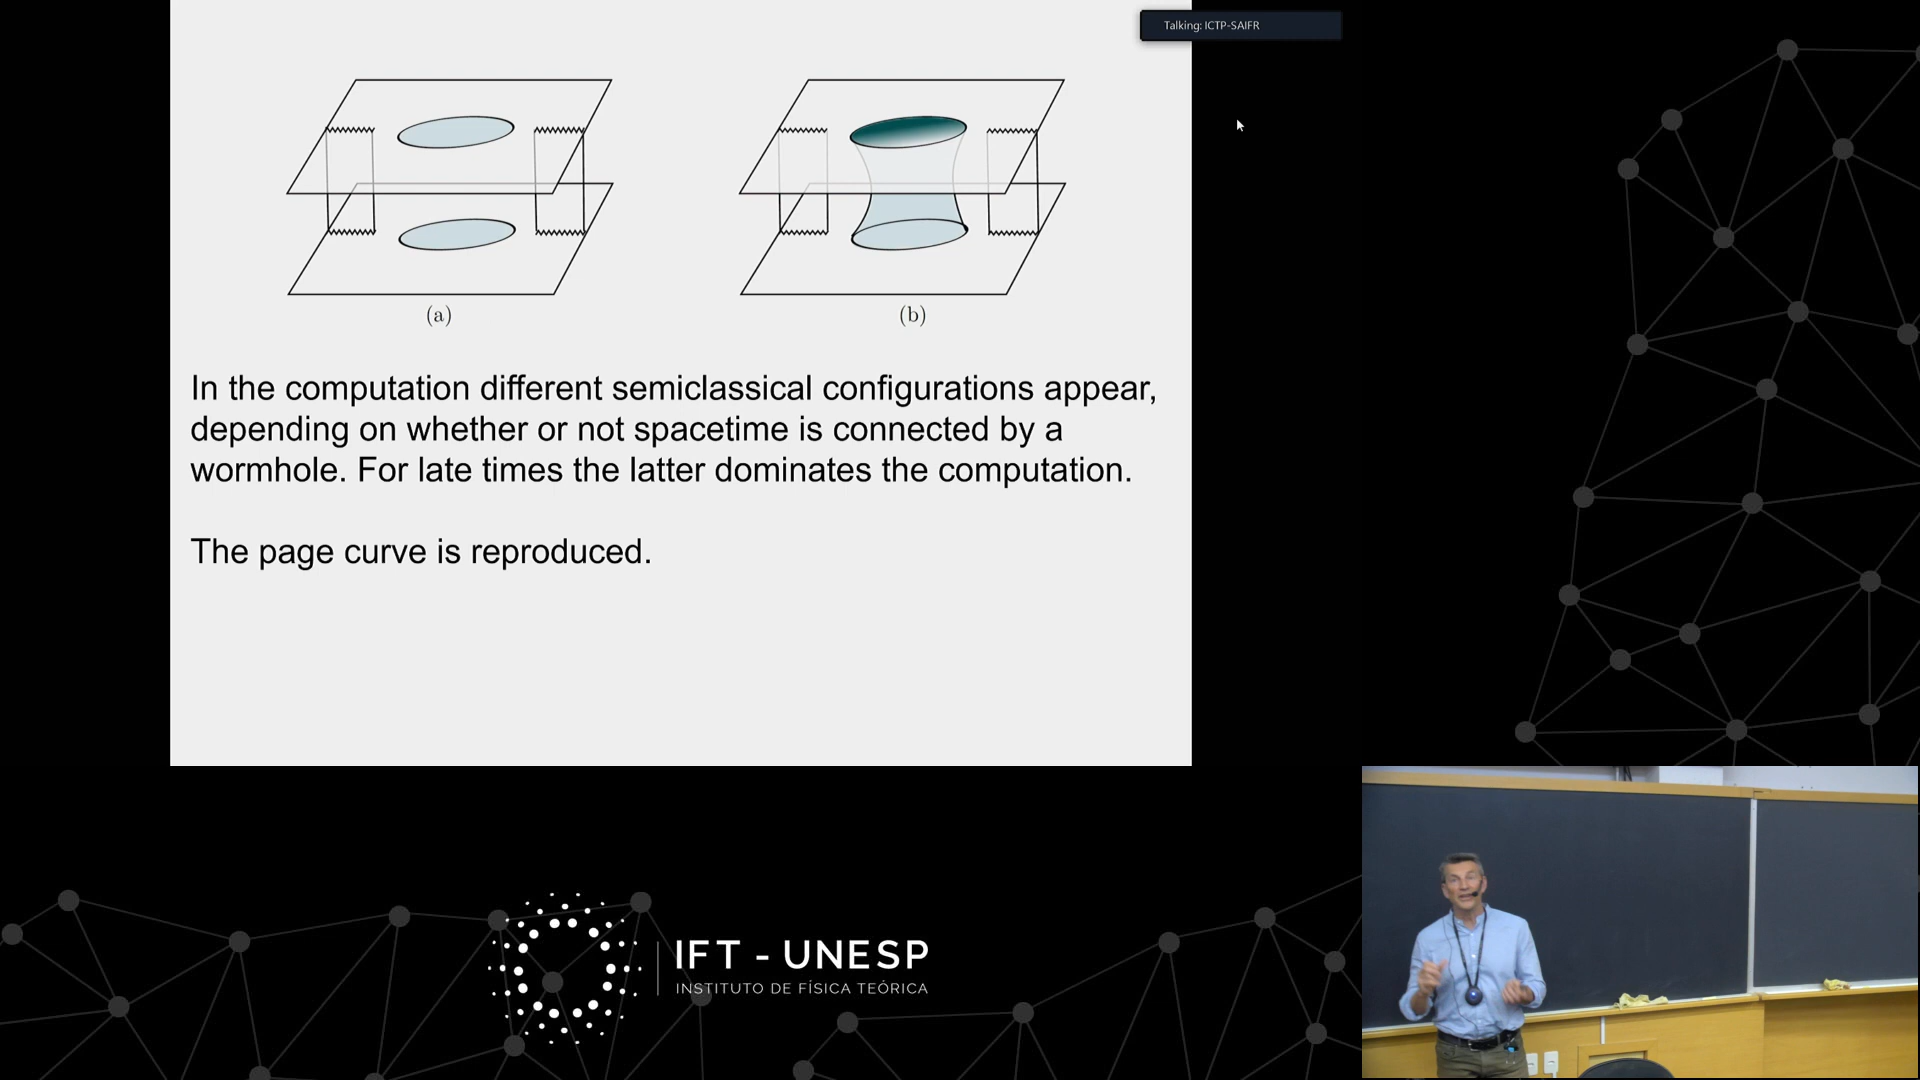 Talking: ICTP-SAIFR
(a)
(b)
In the computation different semiclassical configurations appear,
depending on whether or not spacetime is connected by a
wormhole. For late times the latter dominates the computation.
The page curve is reproduced.
IFT - UNESP
INSTITUTO DE FÍSICA TEÓRICA